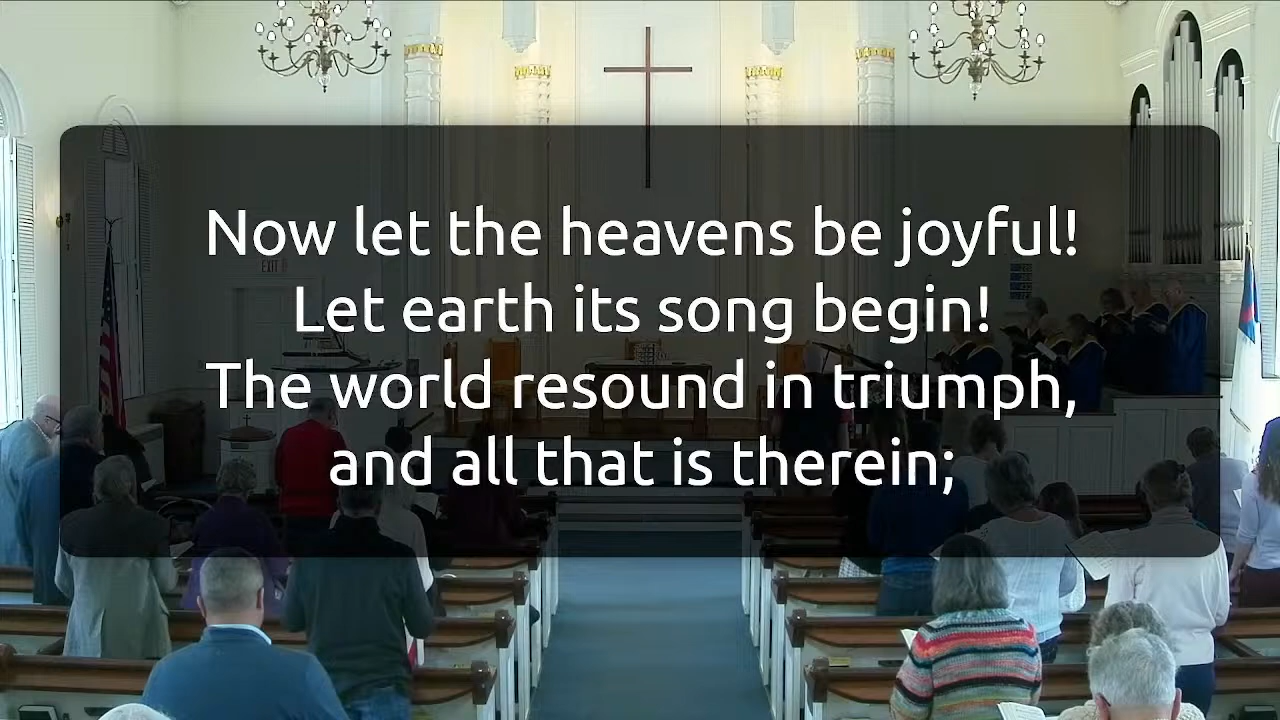 EXIT
Now let the heavens be joyful!
Let earth its song begin!
The world resound in triumph,
and all that is therein;